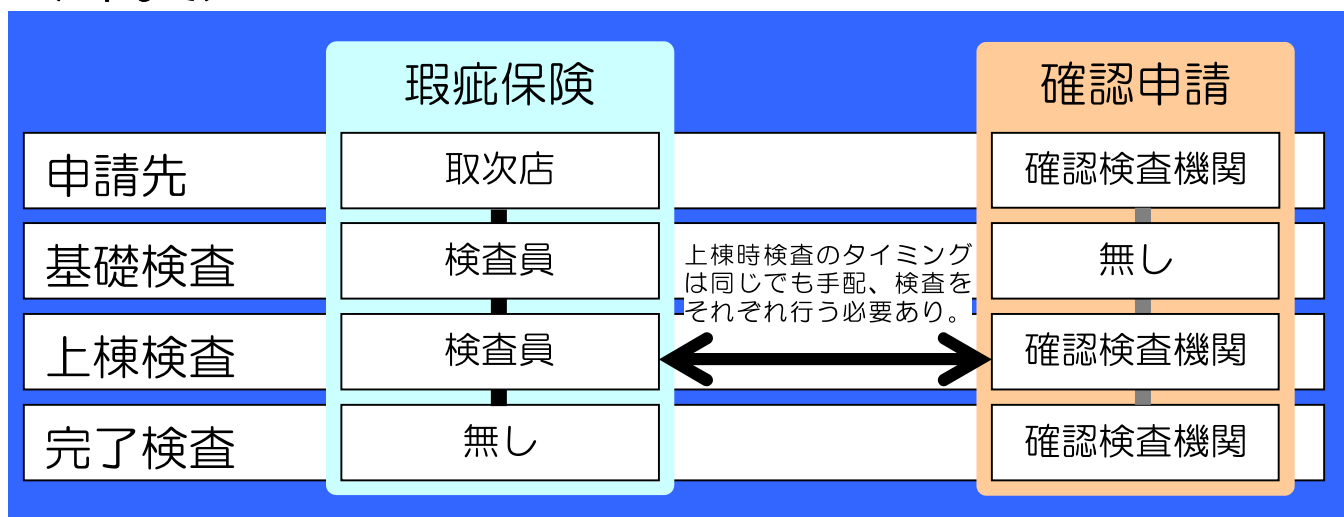 瑕疵保険 確認申請
申請先 取次店 確認検査機関
基礎検査 検査員 無し
上棟時検査のタイミング
は同じでも手配、検査を
それぞれ行う必要あり。
上棟検査 検査員 確認検査機関
完了検査 無し 確認検査機関